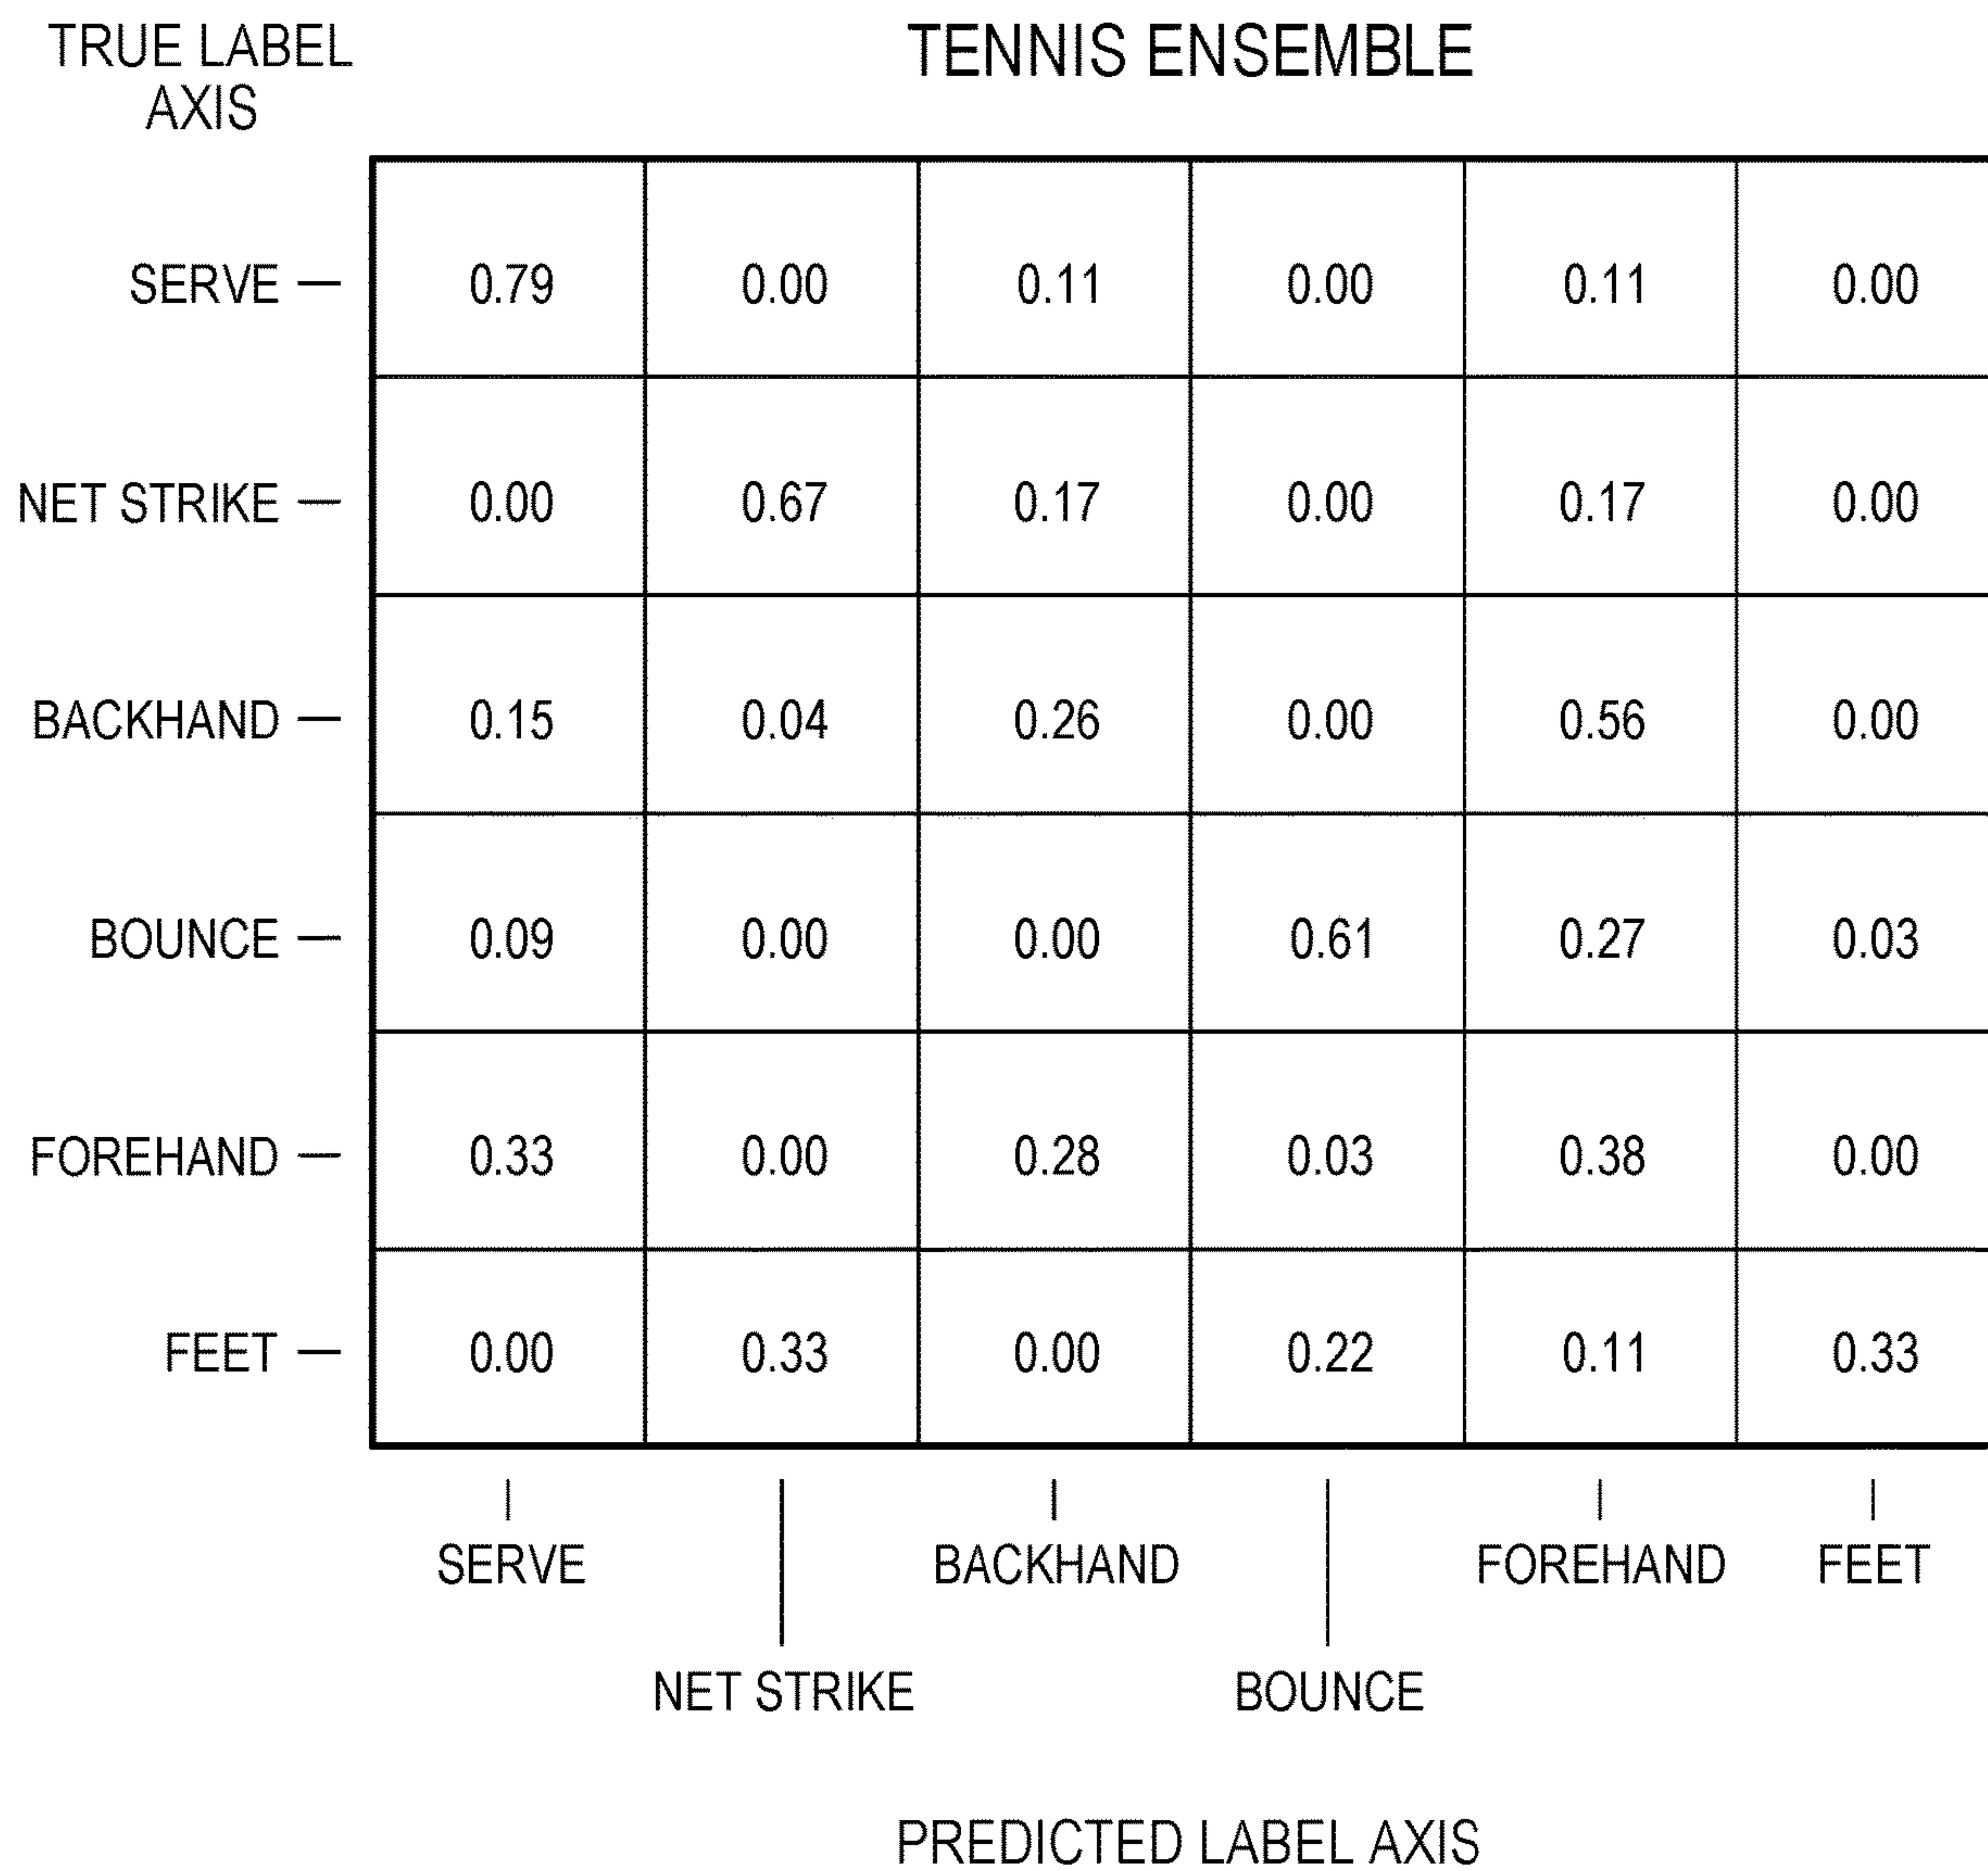 TRUE LABEL
AXIS
TENNIS ENSEMBLE
SERVE 0.79 0.00 0.11 0.00 0.11 0.00
NET STRIKE 0.00 0.67 0.17 0.00 0.17 0.00
BACKHAND 0.15 0.04 0.26 0.00 0.56 0.00
BOUNCE 0.09 0.00 0.00 0.61 0.27 0.03
FOREHAND 0.33 0.00 0.28 0.03 0.38 0.00
FEET 0.00 0.33 0.00 0.22 0.11 0.33
SERVE BACKHAND FOREHAND FEET
NET STRIKE BOUNCE
PREDICTED LABEL AXIS